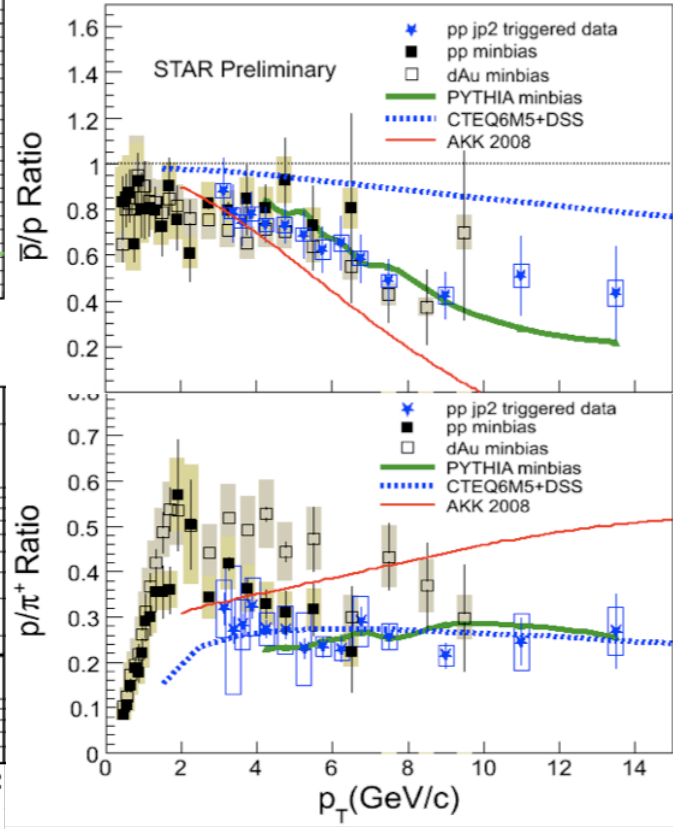 1.6
1.4
1.2
1
0.8
0.6
0.4
0.2
p̅/p Ratio
STAR Preliminary
pp jp2 triggered data
pp minbias
dAu minbias
PYTHIA minbias
CTEQ6M5+DSS
AKK 2008
0.8
0.7
0.6
0.5
0.4
0.3
0.2
0.1
0
p/π⁺ Ratio
pp jp2 triggered data
pp minbias
dAu minbias
PYTHIA minbias
CTEQ6M5+DSS
AKK 2008
0 2 4 6 8 10 12 14
p_T(GeV/c)